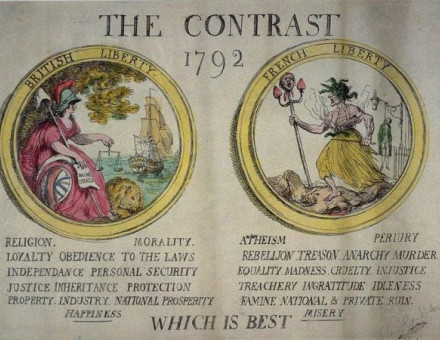 THE CONTRAST
1792
BRITISH LIBERTY.
RELIGION. MORALITY.
LOYALTY OBEDIENCE TO THE LAWS
INDEPENDANCE PERSONAL SECURITY
JUSTICE INHERITANCE PROTECTION
PROPERTY. INDUSTRY. NATIONAL PROSPERITY
HAPPINESS
FRENCH LIBERTY
ATHEISM PERJURY
REBELLION. TREASON. ANARCHY MURDER
EQUALITY. MADNESS. CRUELTY. INJUSTICE
TREACHERY INGRATITUDE IDLENESS
FAMINE NATIONAL & PRIVATE RUIN.
MISERY
WHICH IS BEST